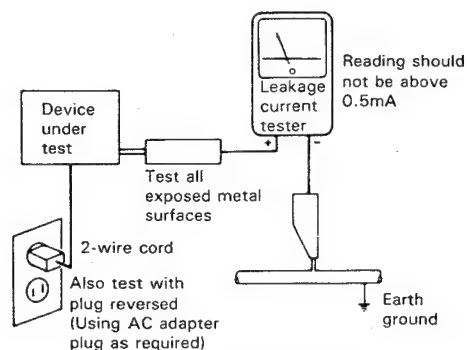 Device
under
test
Leakage
current
tester
+
-
Reading should
not be above
0.5mA
Test all
exposed metal
surfaces
2-wire cord
Also test with
plug reversed
(Using AC adapter
plug as required)
Earth
ground